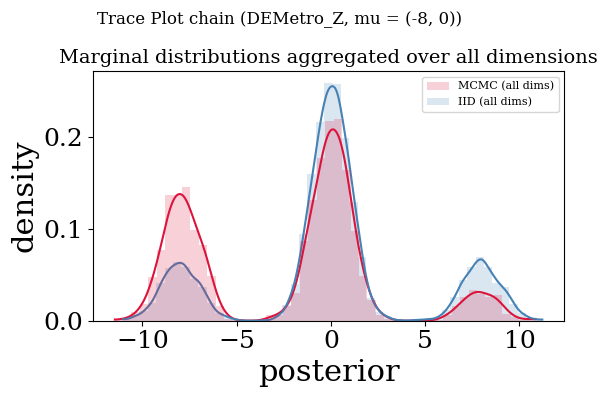 Trace Plot chain (DEMetro_Z, mu = (-8, 0))
Marginal distributions aggregated over all dimensions
MCMC (all dims)
IID (all dims)
density
0.2
0.1
0.0
−10
−5
0
5
10
posterior